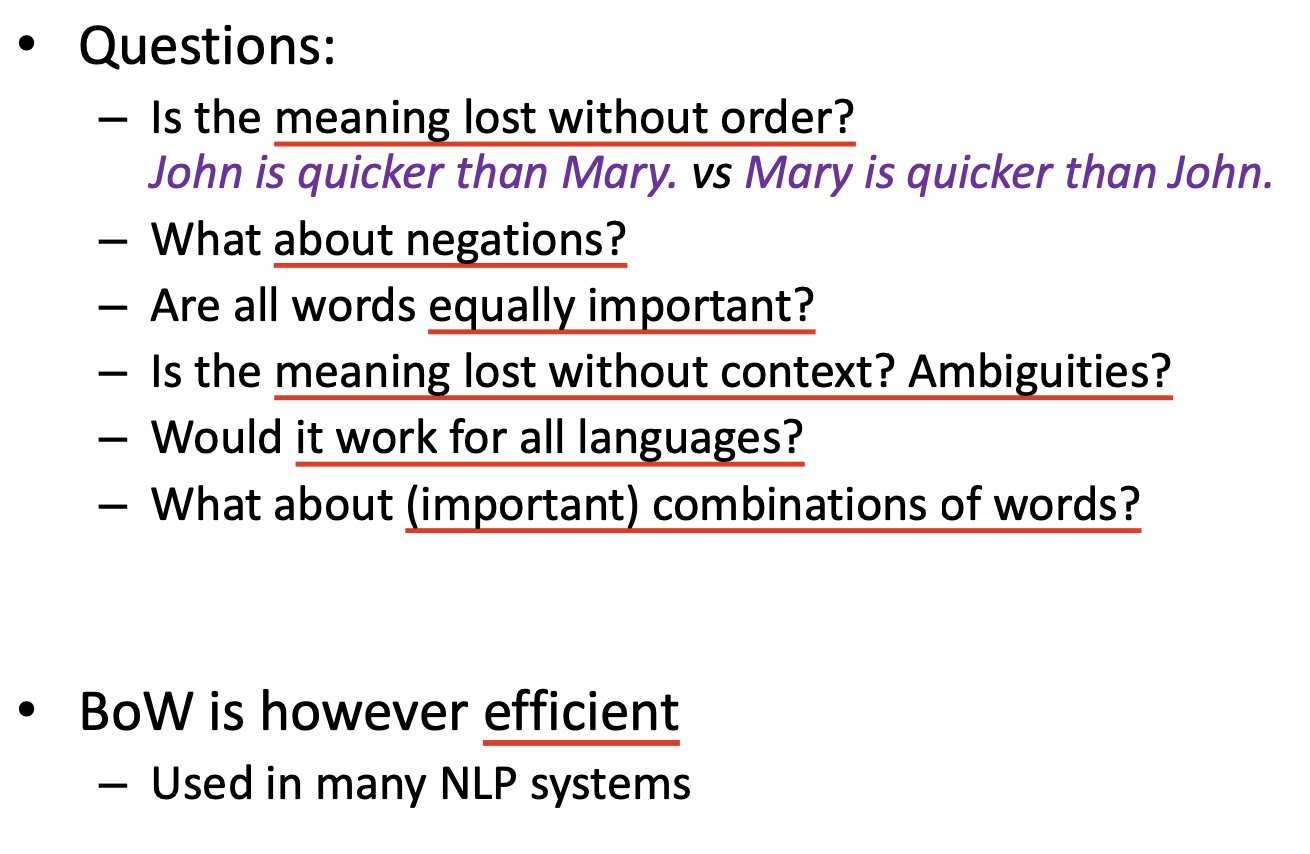 • Questions:
– Is the meaning lost without order?
John is quicker than Mary. vs Mary is quicker than John.
– What about negations?
– Are all words equally important?
– Is the meaning lost without context? Ambiguities?
– Would it work for all languages?
– What about (important) combinations of words?
• BoW is however efficient
– Used in many NLP systems